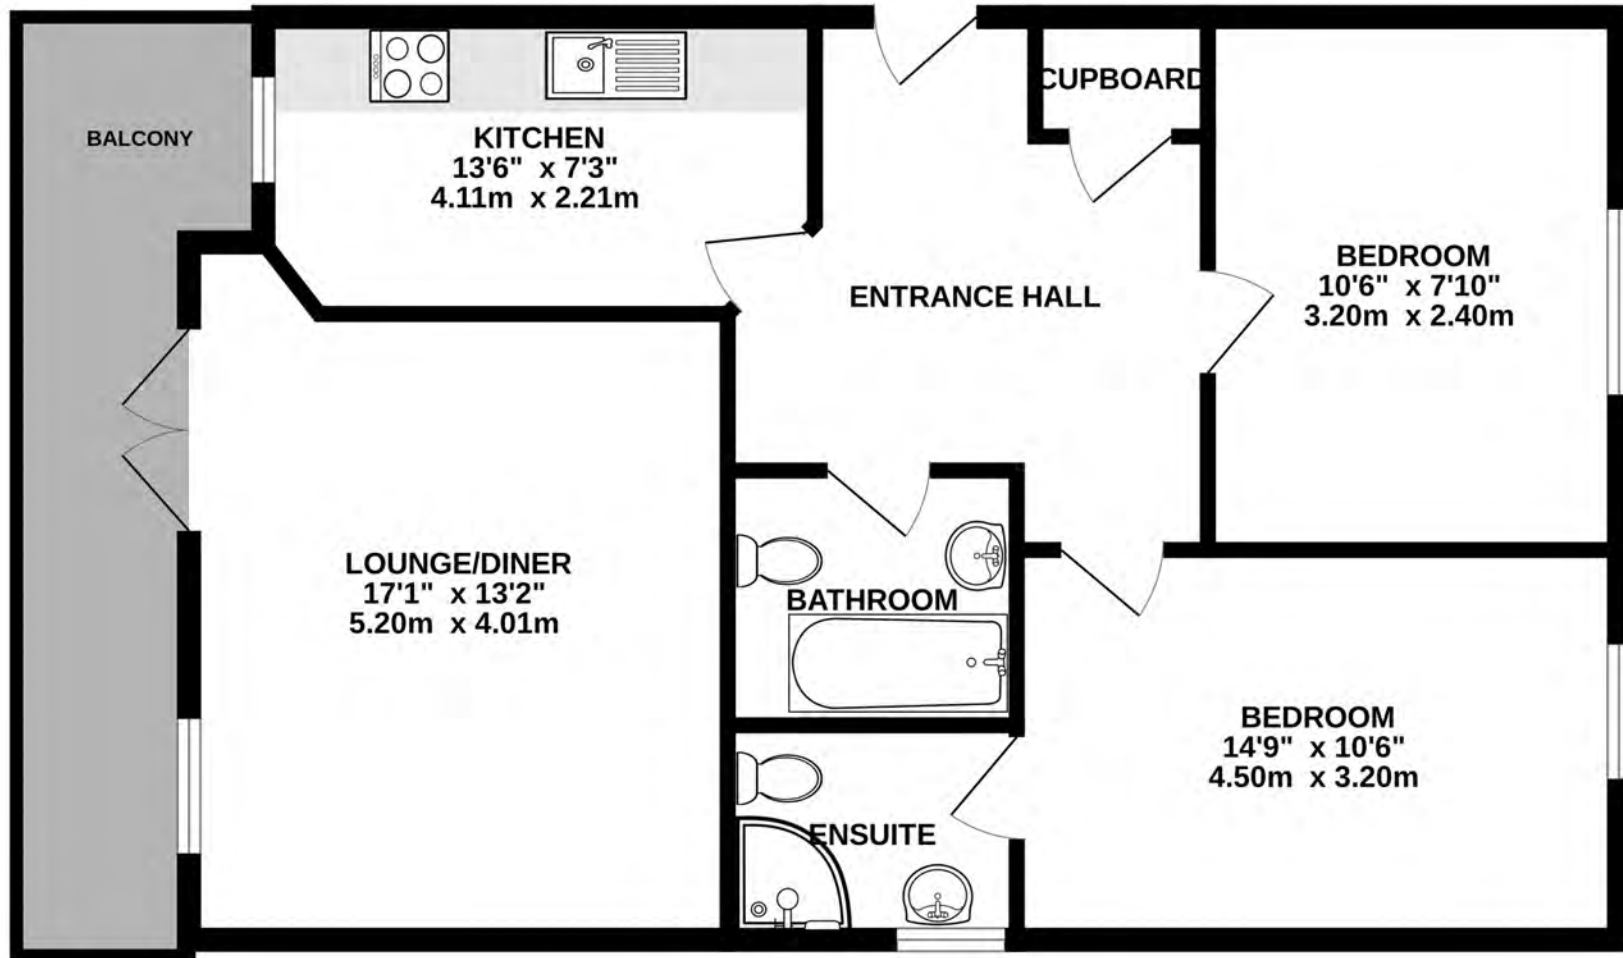 BALCONY
KITCHEN
13'6" x 7'3"
4.11m x 2.21m
CUPBOARD
ENTRANCE HALL
BEDROOM
10'6" x 7'10"
3.20m x 2.40m
LOUNGE/DINER
17'1" x 13'2"
5.20m x 4.01m
BATHROOM
BEDROOM
14'9" x 10'6"
4.50m x 3.20m
ENSUITE